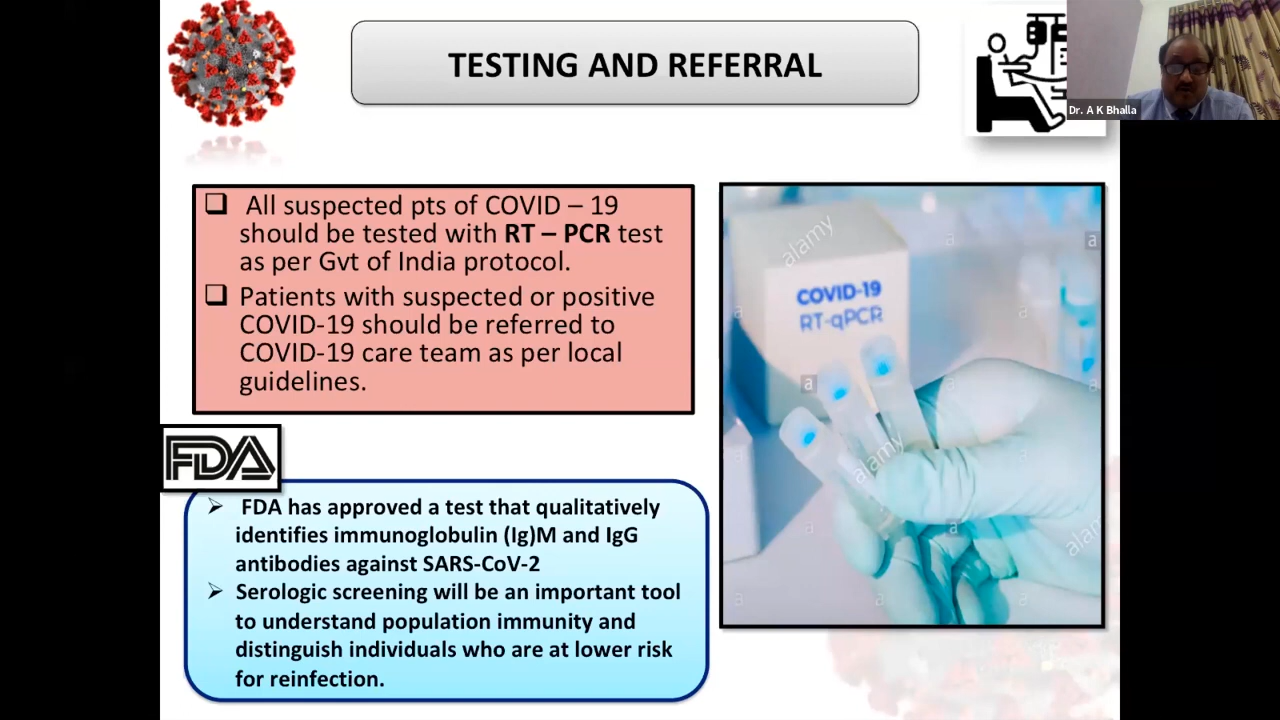 TESTING AND REFERRAL
Dr. A K Bhalla
❑ All suspected pts of COVID – 19
should be tested with RT – PCR test
as per Gvt of India protocol.
❑ Patients with suspected or positive
COVID-19 should be referred to
COVID-19 care team as per local
guidelines.
alamy
a
a
COVID-19
RT-qPCR
a
a
a
a
alamy
a
a
a
alamy
a
a
FDA
➢ FDA has approved a test that qualitatively
identifies immunoglobulin (Ig)M and IgG
antibodies against SARS-CoV-2
➢ Serologic screening will be an important tool
to understand population immunity and
distinguish individuals who are at lower risk
for reinfection.